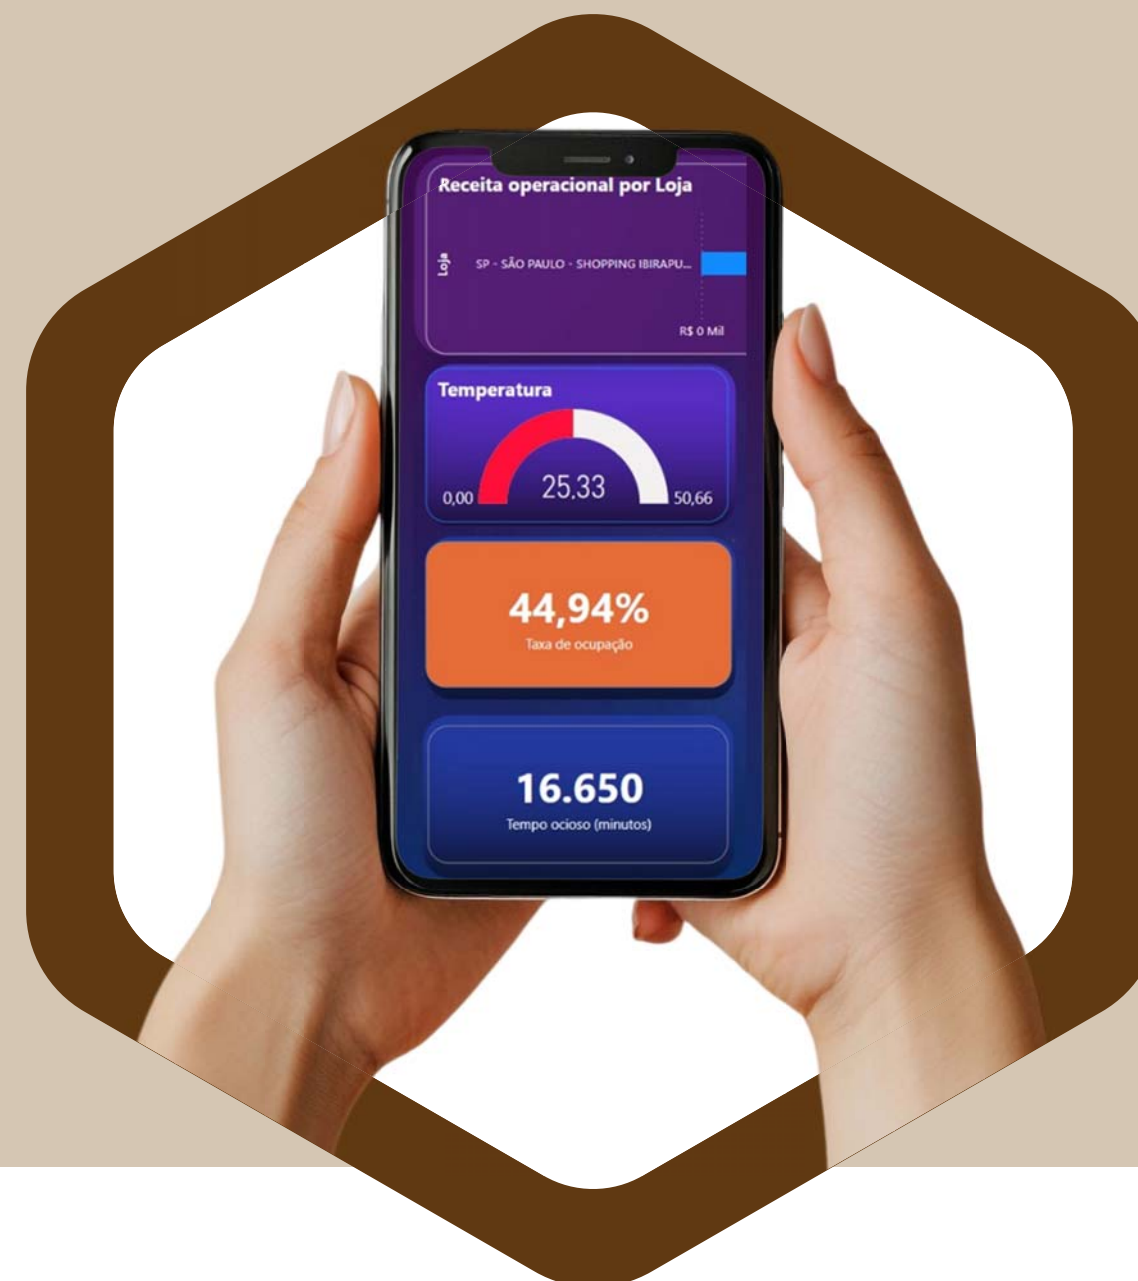 Receita operacional por Loja
Loja
SP - SÃO PAULO - SHOPPING IBIRAPU...
R$ 0 Mil
Temperatura
25,33
0,00
50,66
44,94%
Taxa de ocupação
16.650
Tempo ocioso (minutos)